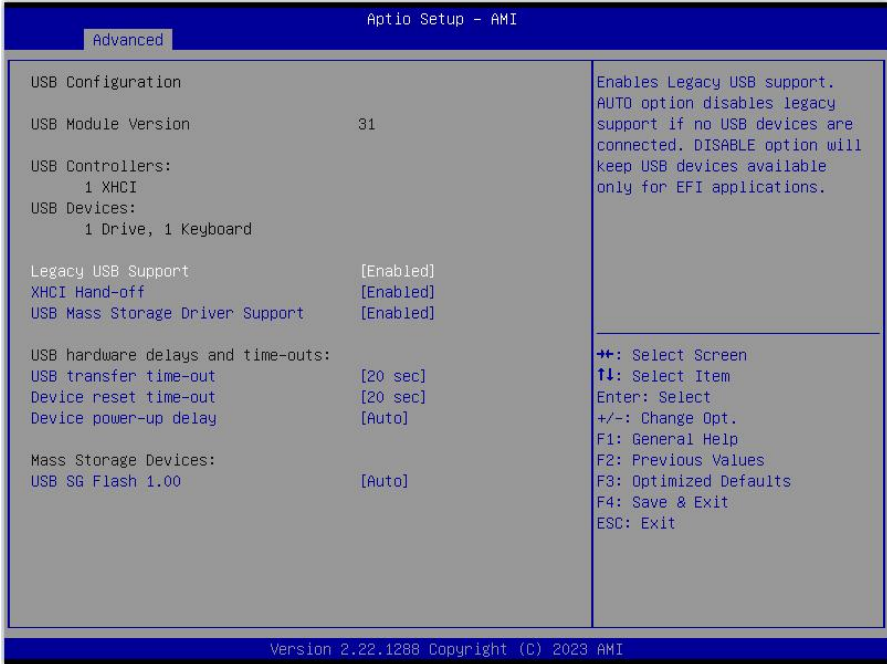 Aptio Setup – AMI
Advanced
USB Configuration
USB Module Version 31
USB Controllers:
1 XHCI
USB Devices:
1 Drive, 1 Keyboard
Legacy USB Support [Enabled]
XHCI Hand-off [Enabled]
USB Mass Storage Driver Support [Enabled]
USB hardware delays and time-outs:
USB transfer time-out [20 sec]
Device reset time-out [20 sec]
Device power-up delay [Auto]
Mass Storage Devices:
USB SG Flash 1.00 [Auto]
Enables Legacy USB support.
AUTO option disables legacy
support if no USB devices are
connected. DISABLE option will
keep USB devices available
only for EFI applications.
→←: Select Screen
↑↓: Select Item
Enter: Select
+/-: Change Opt.
F1: General Help
F2: Previous Values
F3: Optimized Defaults
F4: Save & Exit
ESC: Exit
Version 2.22.1288 Copyright (C) 2023 AMI